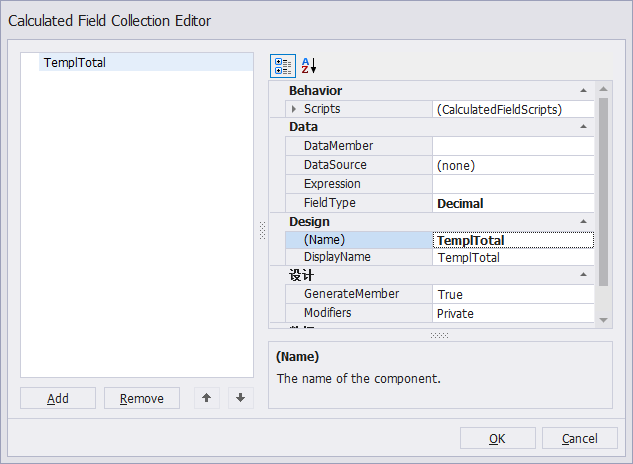 Calculated Field Collection Editor
TemplTotal
Behavior
Scripts (CalculatedFieldScripts)
Data
DataMember
DataSource (none)
Expression
FieldType Decimal
Design
(Name) TemplTotal
DisplayName TemplTotal
设计
GenerateMember True
Modifiers Private
(Name)
The name of the component.
Add Remove
OK Cancel